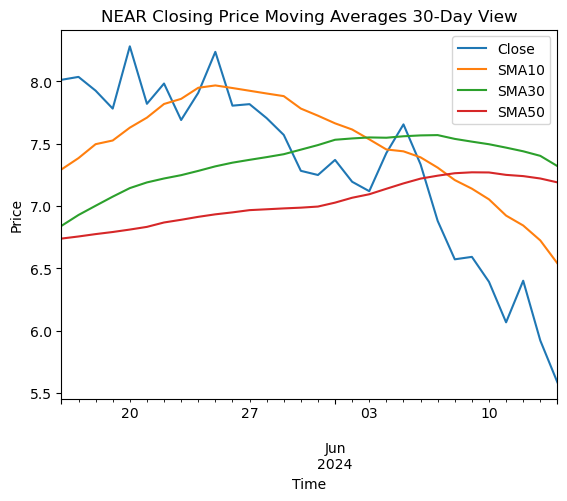 NEAR Closing Price Moving Averages 30-Day View
Close
SMA10
SMA30
SMA50
8.0
7.5
7.0
6.5
6.0
5.5
Price
20
27
03
10
Jun
2024
Time